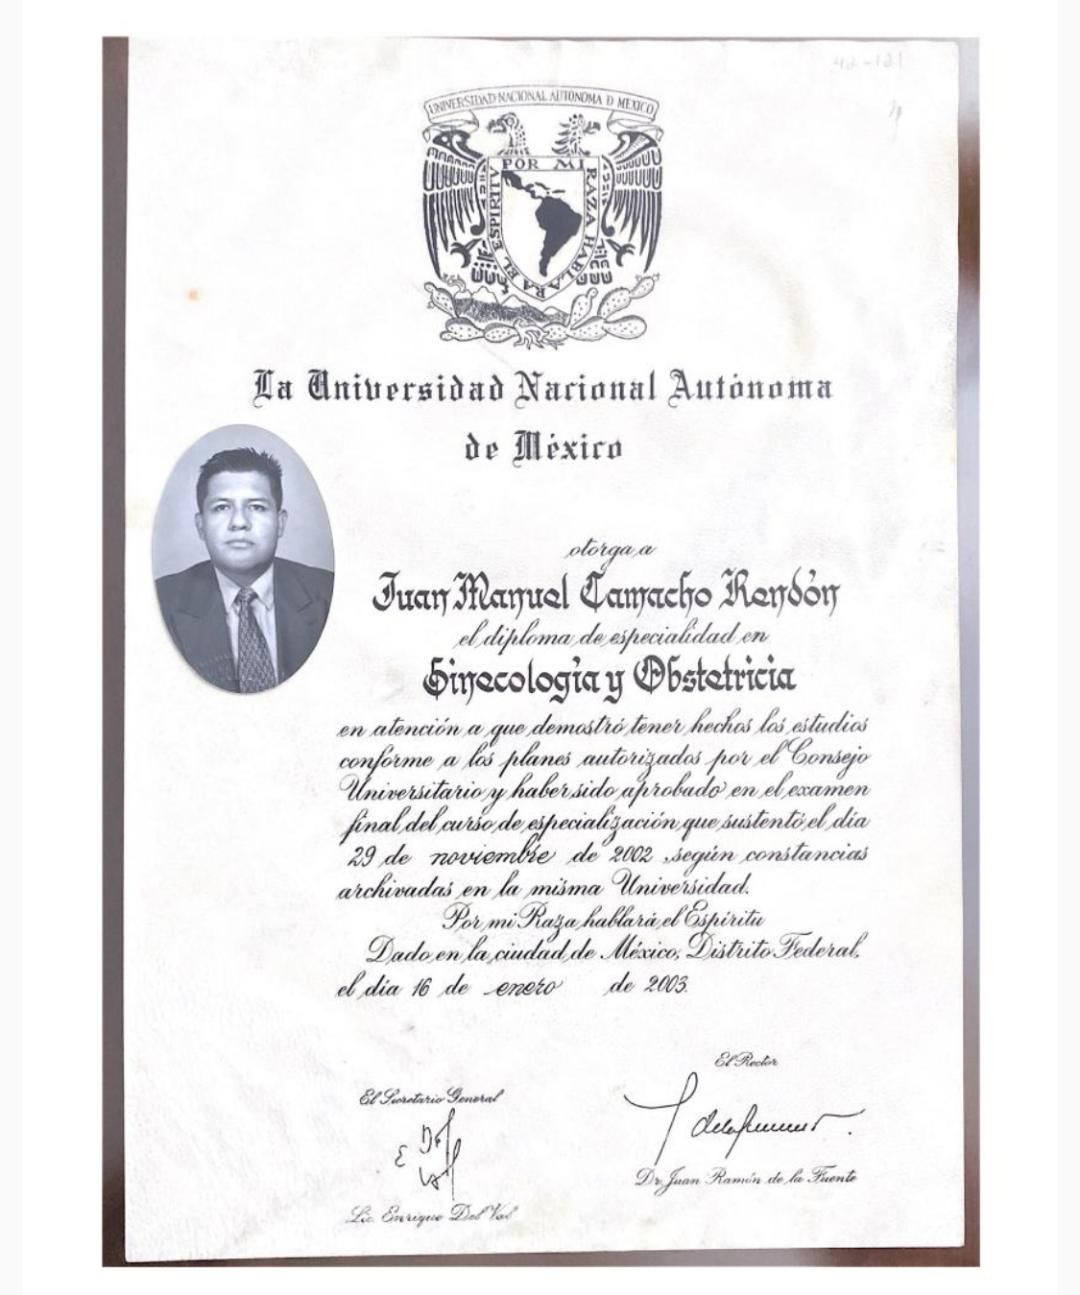 42-121
UNIVERSIDAD NACIONAL AUTONOMA D MEXICO
POR MI RAZA HABLARA EL ESPIRITV
La Universidad Nacional Autónoma
de México
otorga a
Juan Manuel Camacho Rendón
el diploma de especialidad en
Ginecología y Obstetricia
en atención a que demostró tener hechos los estudios
conforme a los planes autorizados por el Consejo
Universitario y haber sido aprobado en el examen
final del curso de especialización que sustentó el día
29 de noviembre de 2002, según constancias
archivadas en la misma Universidad.
Por mi Raza hablará el Espíritu
Dado en la ciudad de México, Distrito Federal,
el día 16 de enero de 2003.
El Rector
El Secretario General
Dr. Juan Ramón de la Fuente
Lic. Enrique Del Val